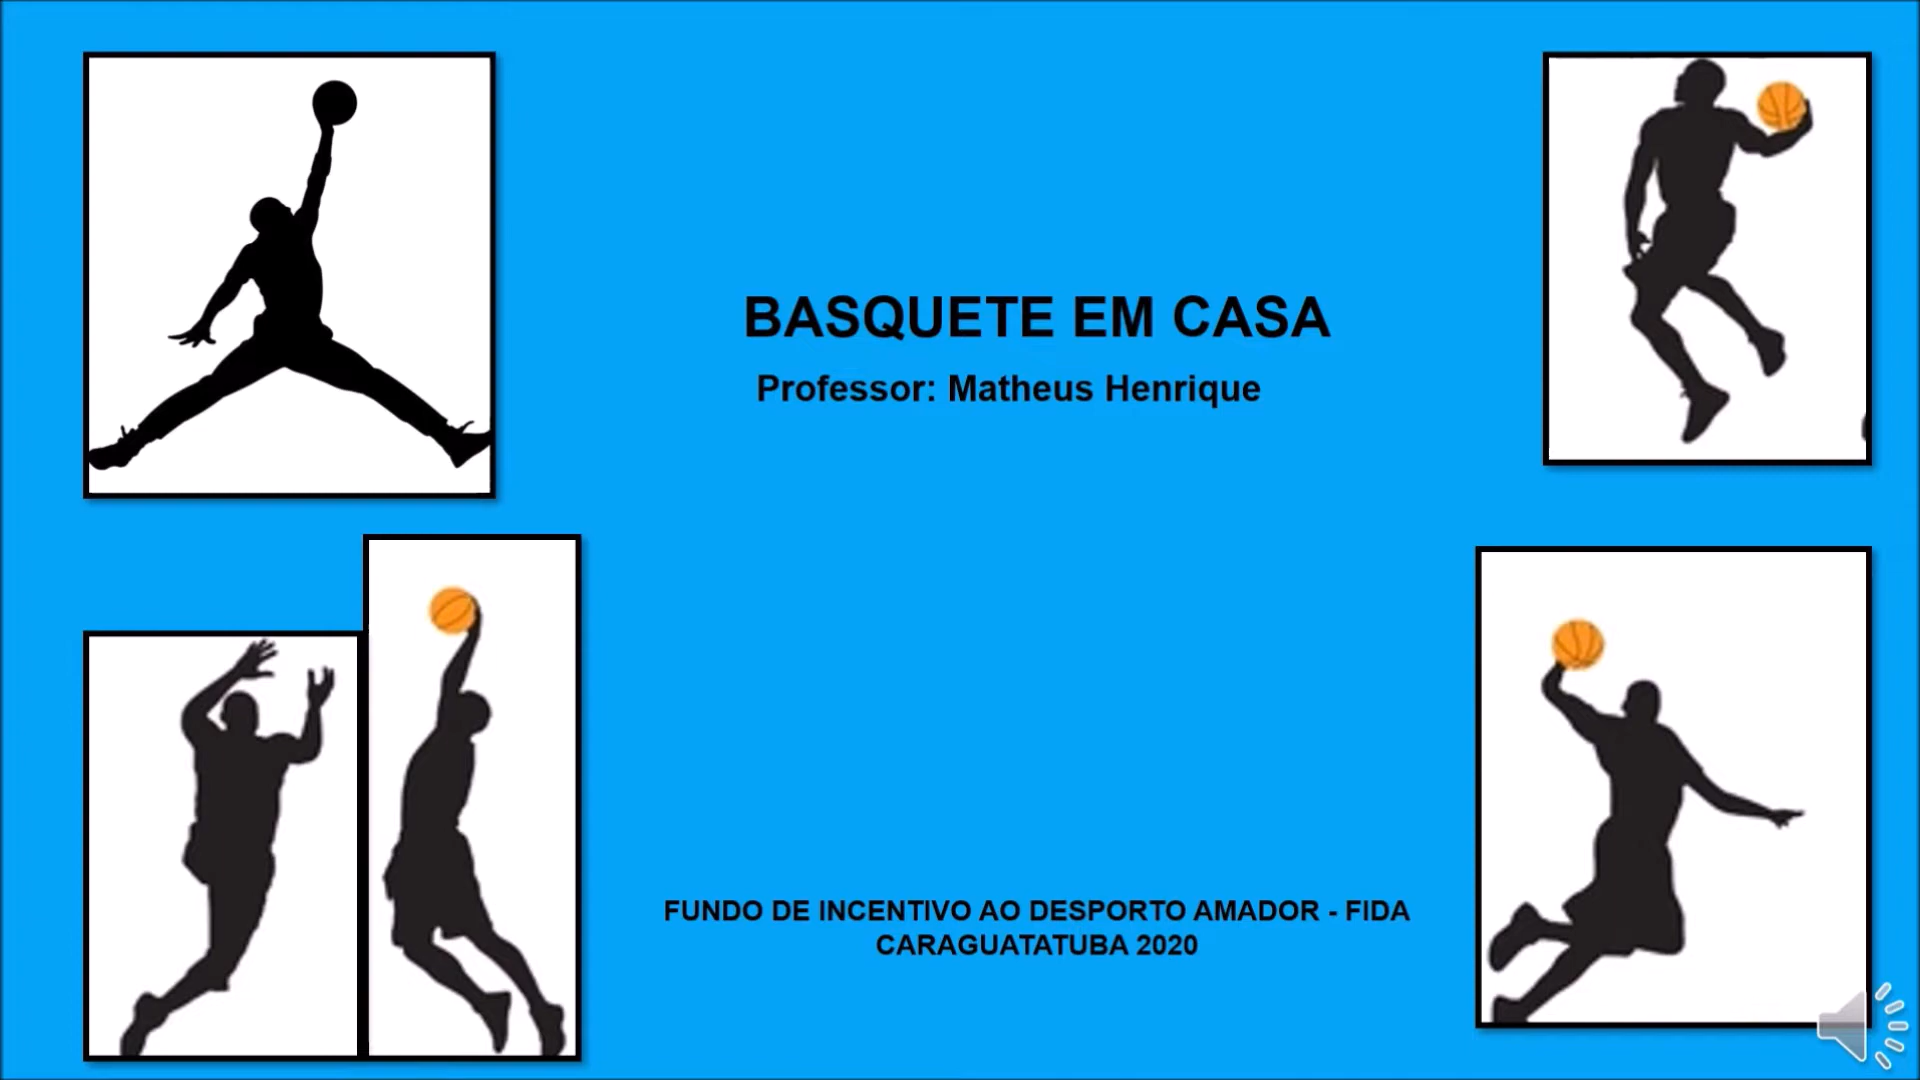 BASQUETE EM CASA
Professor: Matheus Henrique
FUNDO DE INCENTIVO AO DESPORTO AMADOR - FIDA
CARAGUATATUBA 2020